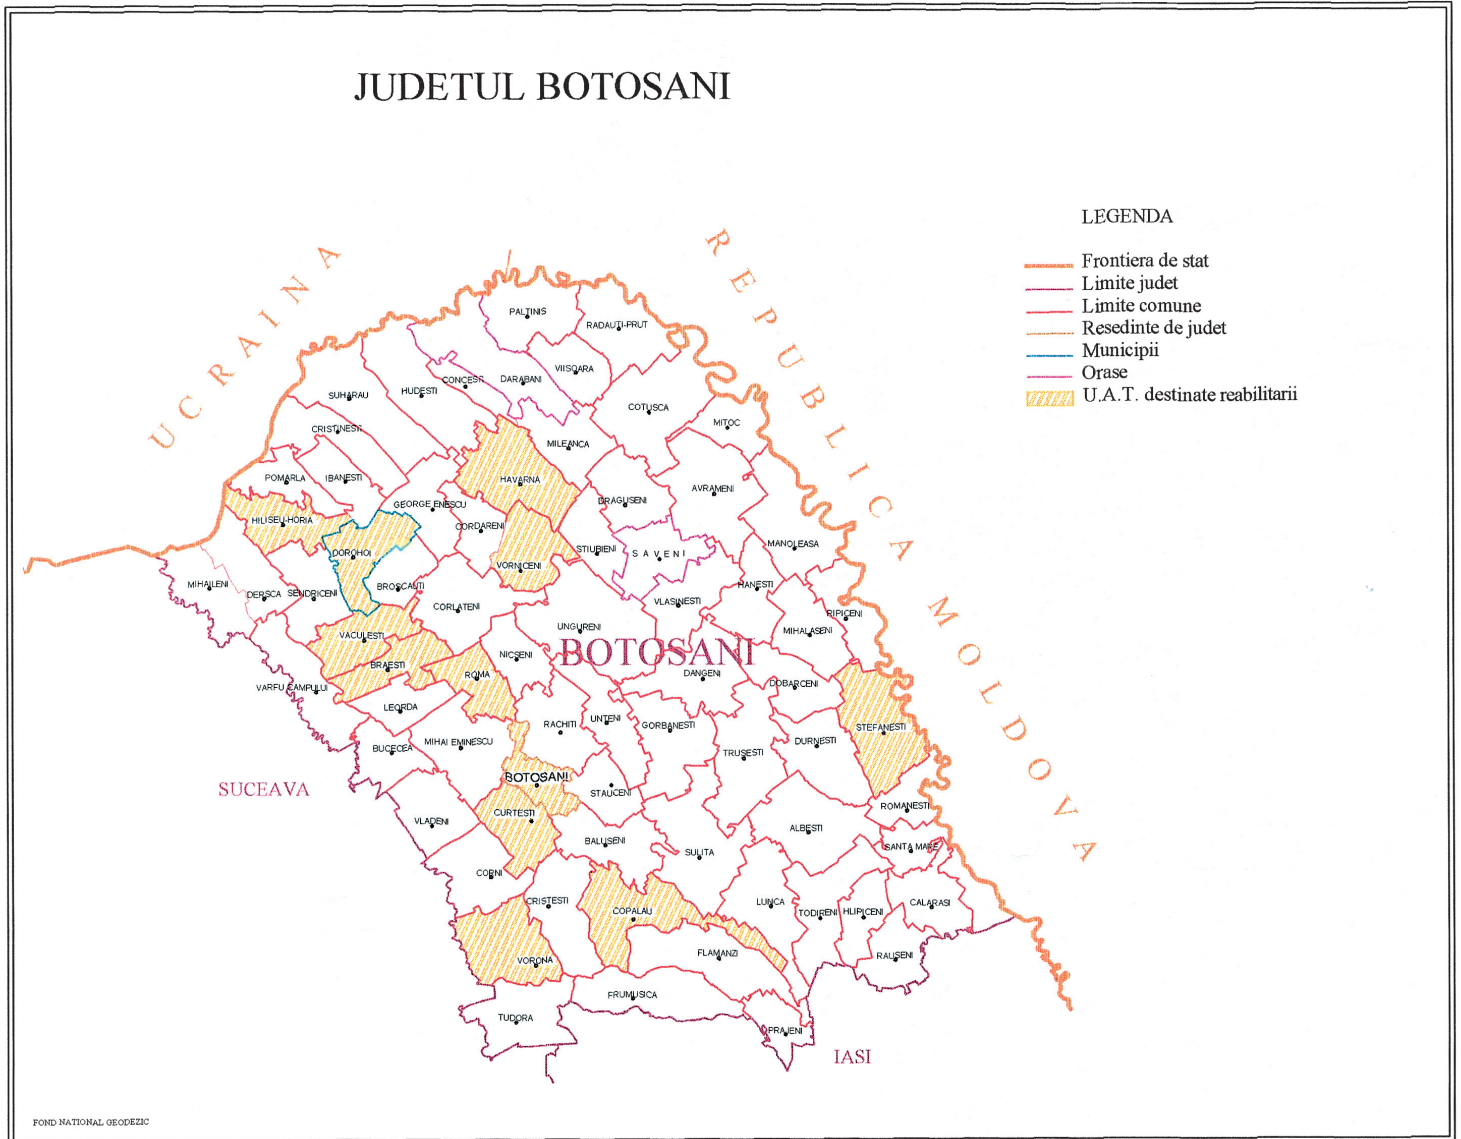 JUDETUL BOTOSANI
LEGENDA
Frontiera de stat
Limite judet
Limite comune
Resedinte de judet
Municipii
Orase
U.A.T. destinate reabilitarii
UCRAINA
REPUBLICA MOLDOVA
PALTINIS
RADAUTI-PRUT
VIISOARA
CONCESTI
DARABANI
HUDESTI
SUHARAU
COTUSCA
MITOC
CRISTINESTI
MILEANCA
POMARLA
IBANESTI
HAVARNA
AVRAMENI
DRAGUSENI
GEORGE ENESCU
HILISEU-HORIA
CORDARENI
DOROHOI
STIUBIENI
SAVENI
MANOLEASA
VORNICENI
MIHAILENI
DERSCA
SENDRICENI
BROSCAUTI
HANESTI
CORLATENI
VLASINESTI
RIPICENI
UNGURENI
MIHALASENI
VACULESTI
BOTOSANI
NICSENI
BRAESTI
ROMA
DANGENI
DOBARCENI
VARFU CAMPULUI
LEORDA
RACHITI
UNTENI
GORBANESTI
STEFANESTI
BUCECEA
MIHAI EMINESCU
TRUSESTI
DURNESTI
BOTOSANI
SUCEAVA
STAUCENI
ROMANESTI
CURTESTI
VLADENI
ALBESTI
BALUSENI
SULITA
SANTA MARE
CORNI
CRISTESTI
COPALAU
LUNCA
TODIRENI
HLIPICENI
CALARASI
VORONA
FLAMANZI
RAUSENI
FRUMUSICA
TUDORA
PRAJENI
IASI
FOND NATIONAL GEODEZIC